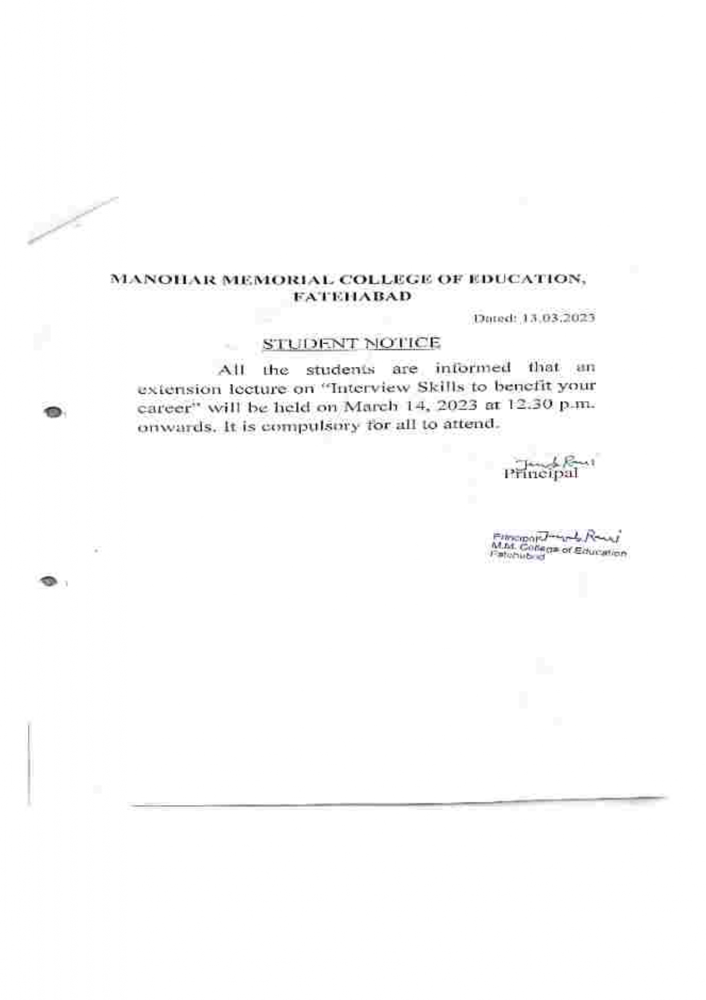 MANOHAR MEMORIAL COLLEGE OF EDUCATION,
FATEHABAD
Dated: 13.03.2023
STUDENT NOTICE
All the students are informed that an
extension lecture on “Interview Skills to benefit your
career” will be held on March 14, 2023 at 12.30 p.m.
onwards. It is compulsory for all to attend.
Principal
Principal
M.M. College of Education
Fatehabad